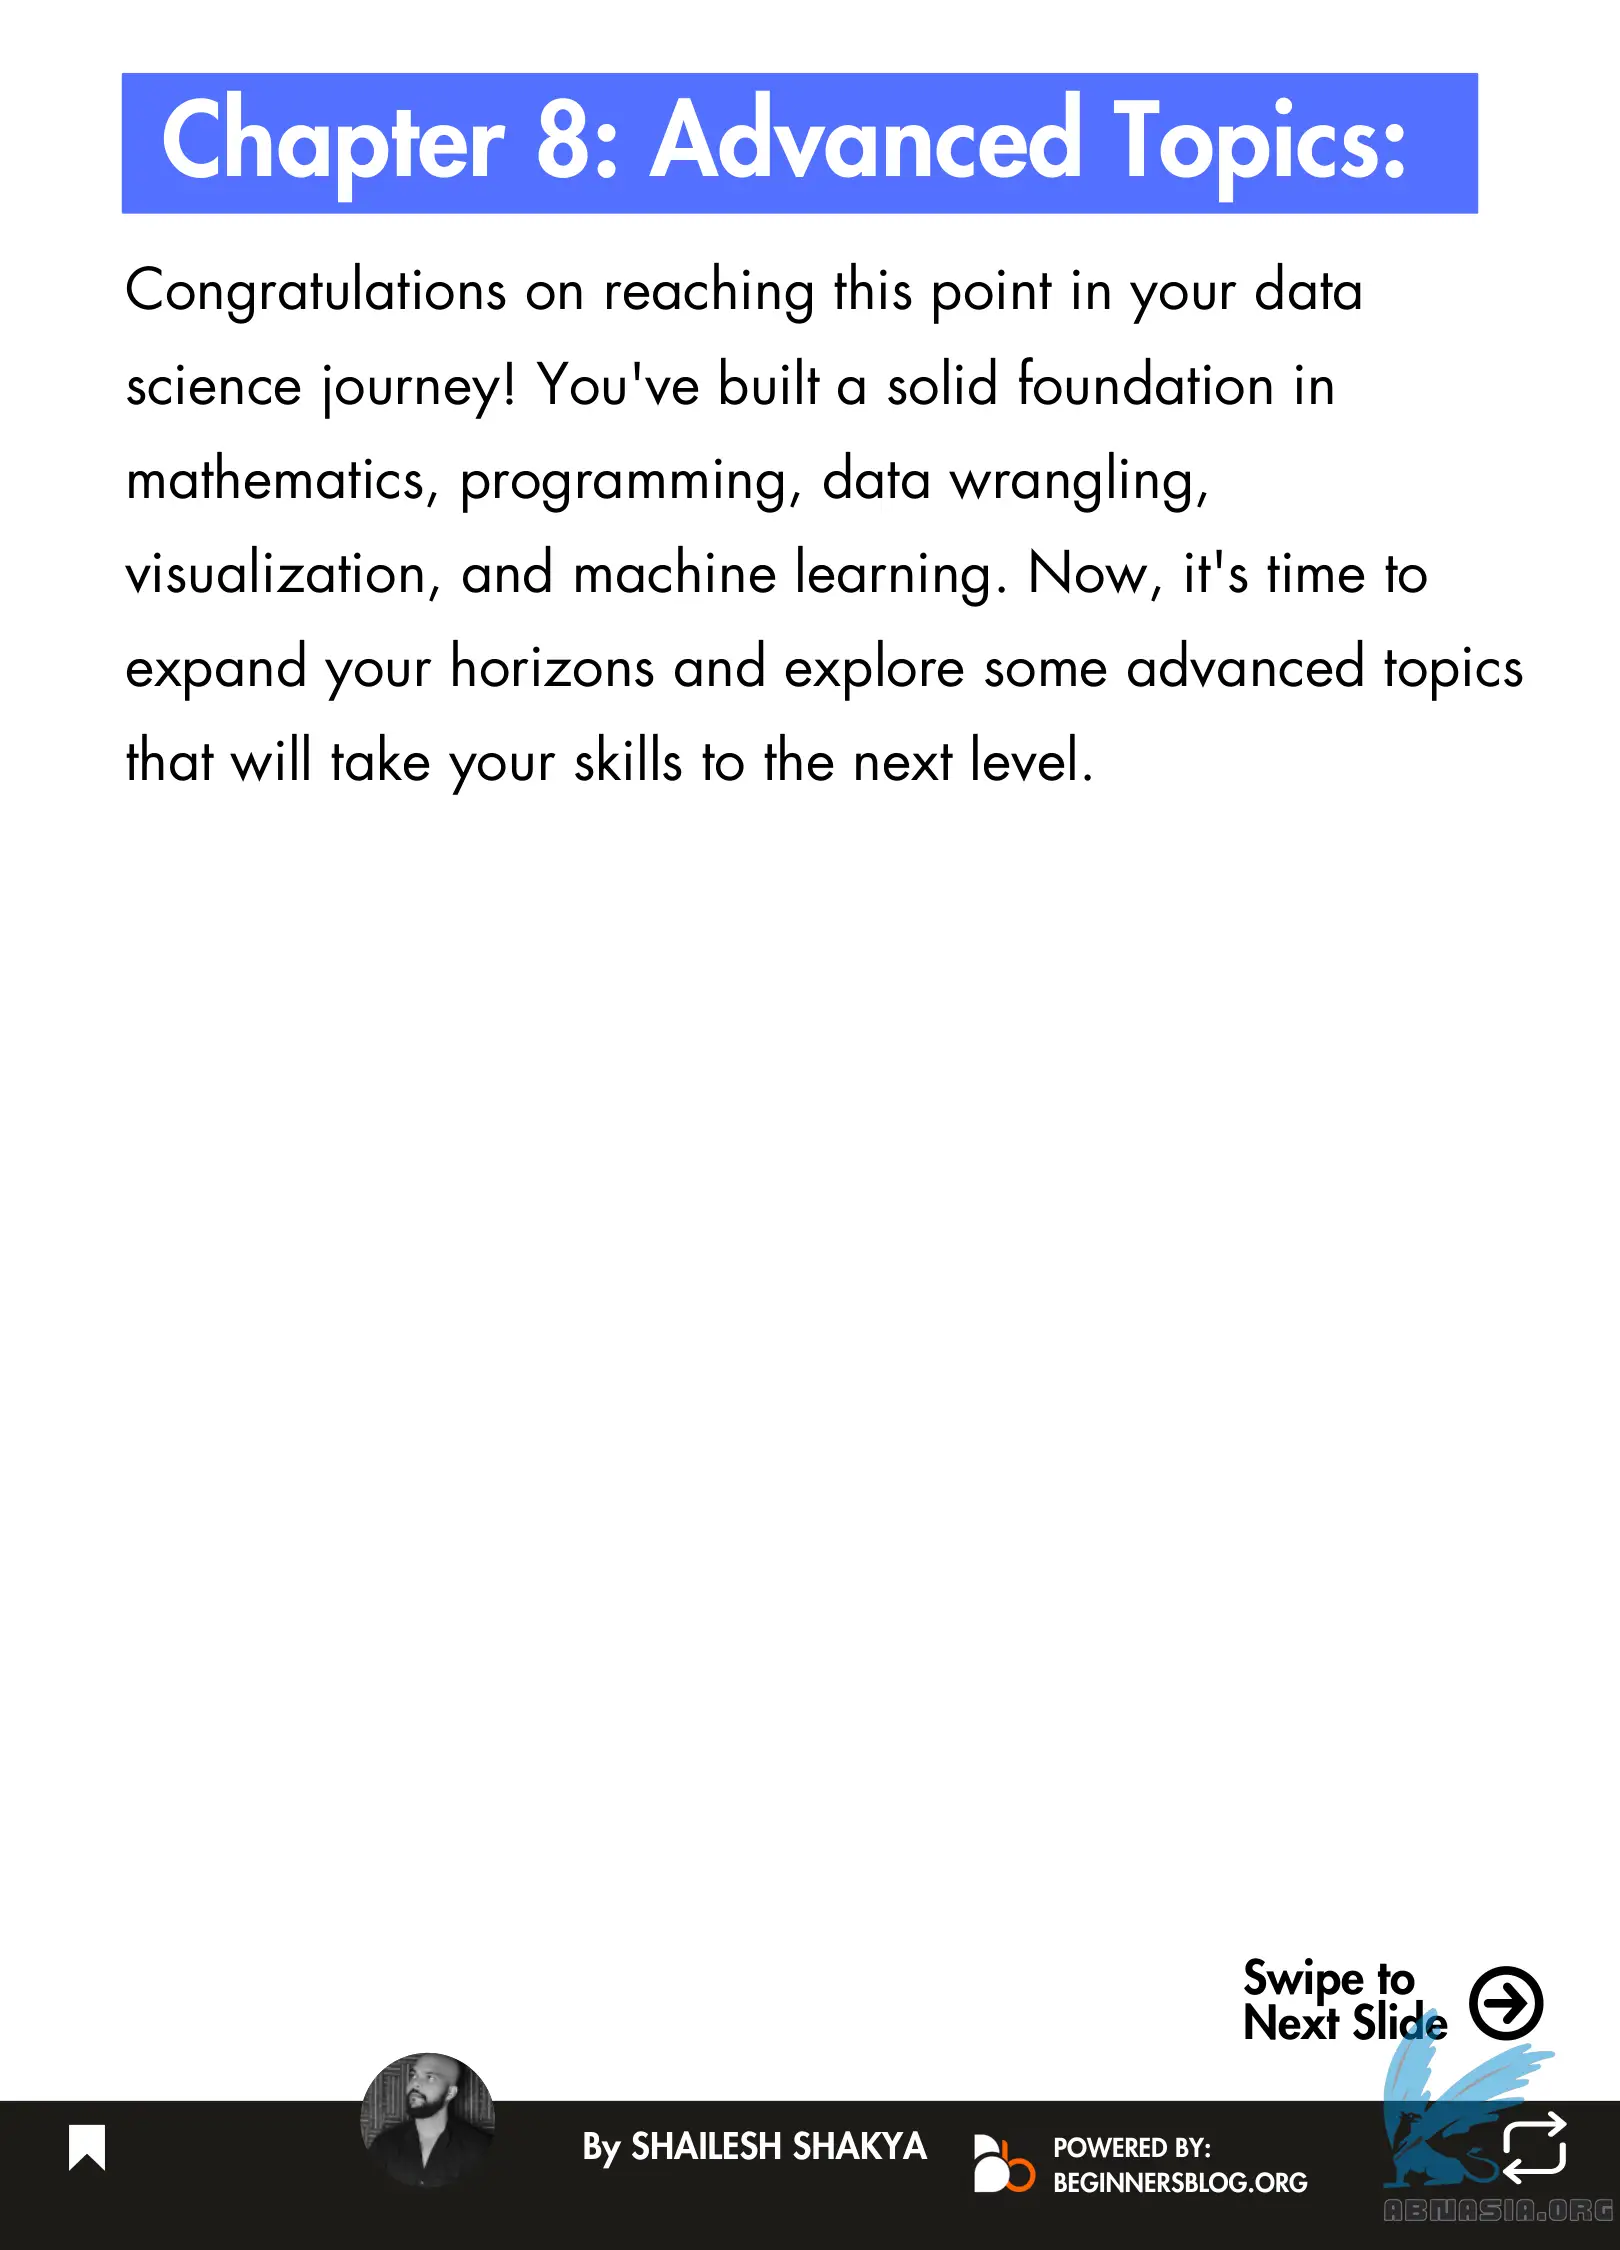 Chapter 8: Advanced Topics:
Congratulations on reaching this point in your data
science journey! You've built a solid foundation in
mathematics, programming, data wrangling,
visualization, and machine learning. Now, it's time to
expand your horizons and explore some advanced topics
that will take your skills to the next level.
Swipe to
Next Slide
By SHAILESH SHAKYA
POWERED BY:
BEGINNERSBLOG.ORG
ABNASIA.ORG